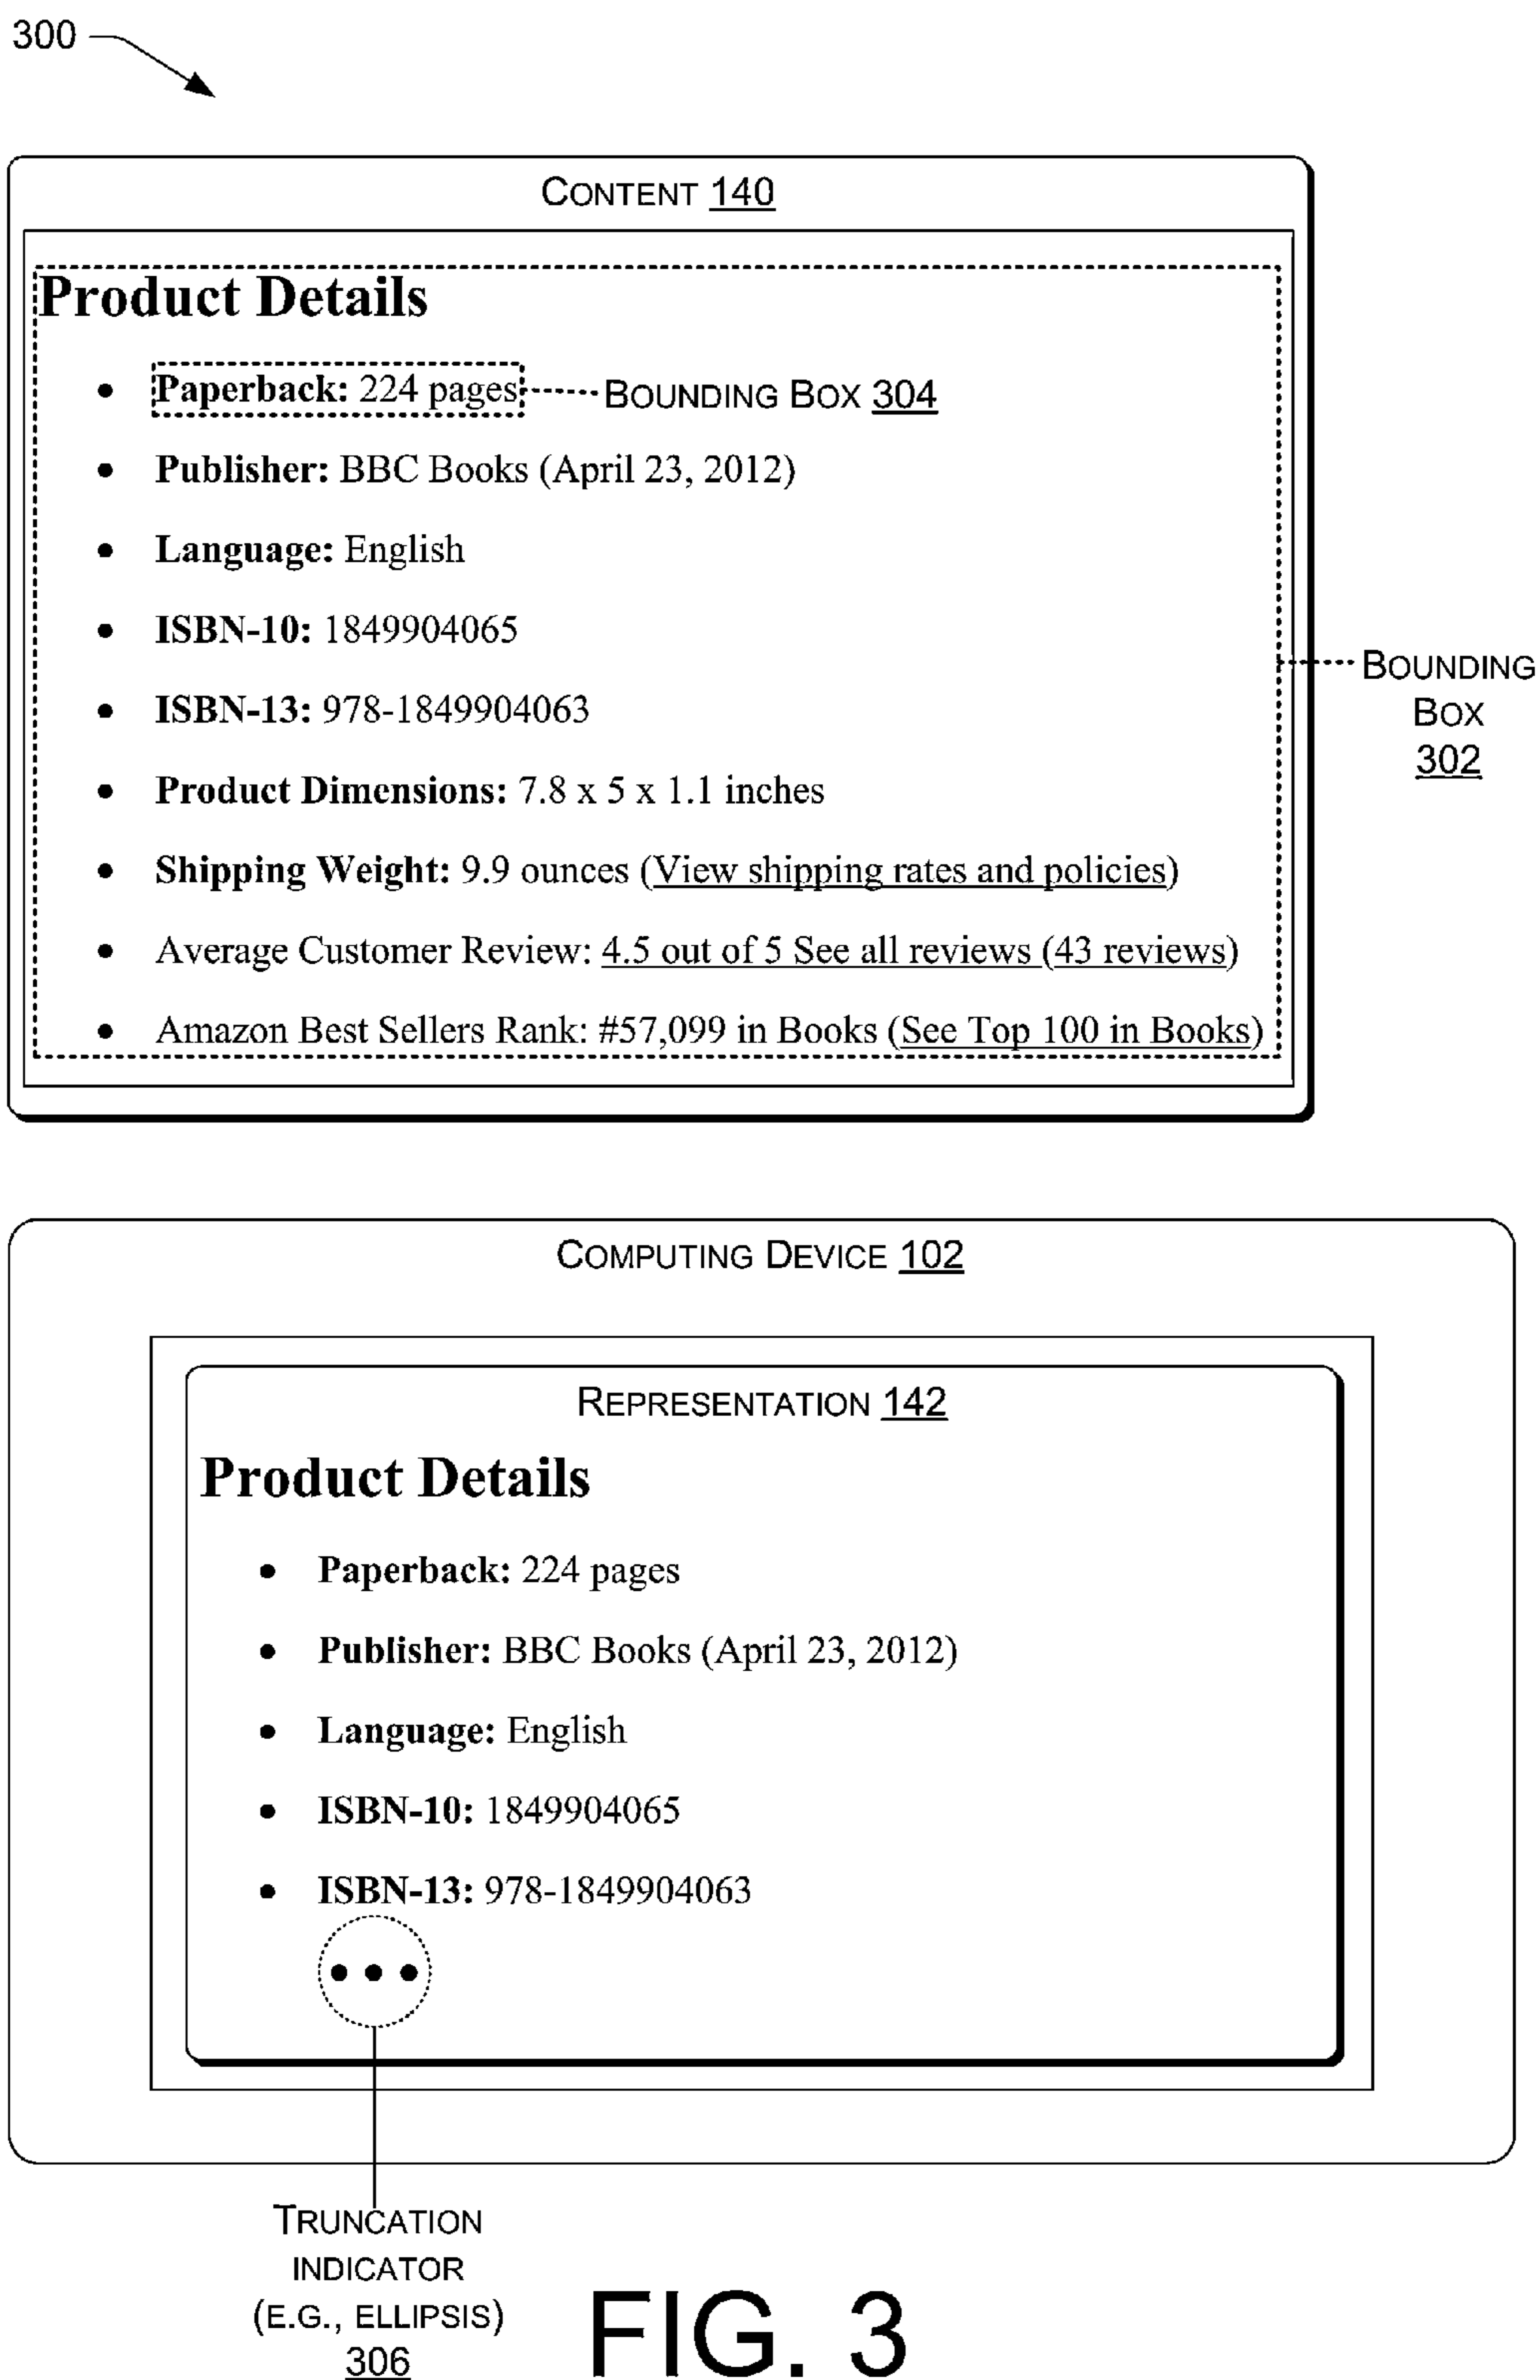 300
CONTENT 140
Product Details
• Paperback: 224 pages
BOUNDING BOX 304
• Publisher: BBC Books (April 23, 2012)
• Language: English
• ISBN-10: 1849904065
• ISBN-13: 978-1849904063
BOUNDING
BOX
302
• Product Dimensions: 7.8 x 5 x 1.1 inches
• Shipping Weight: 9.9 ounces (View shipping rates and policies)
• Average Customer Review: 4.5 out of 5 See all reviews (43 reviews)
• Amazon Best Sellers Rank: #57,099 in Books (See Top 100 in Books)
COMPUTING DEVICE 102
REPRESENTATION 142
Product Details
• Paperback: 224 pages
• Publisher: BBC Books (April 23, 2012)
• Language: English
• ISBN-10: 1849904065
• ISBN-13: 978-1849904063
•••
TRUNCATION
INDICATOR
(E.G., ELLIPSIS)
306
FIG. 3